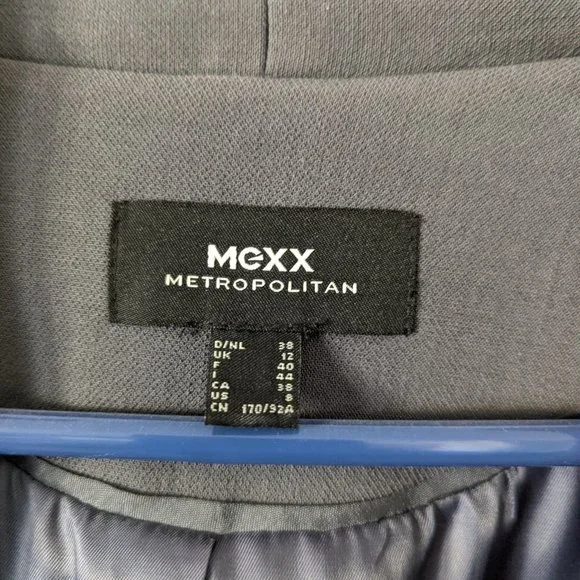 MEXX
METROPOLITAN
D/NL 38
UK 12
F 40
I 44
CA 38
US 8
CN 170/92A